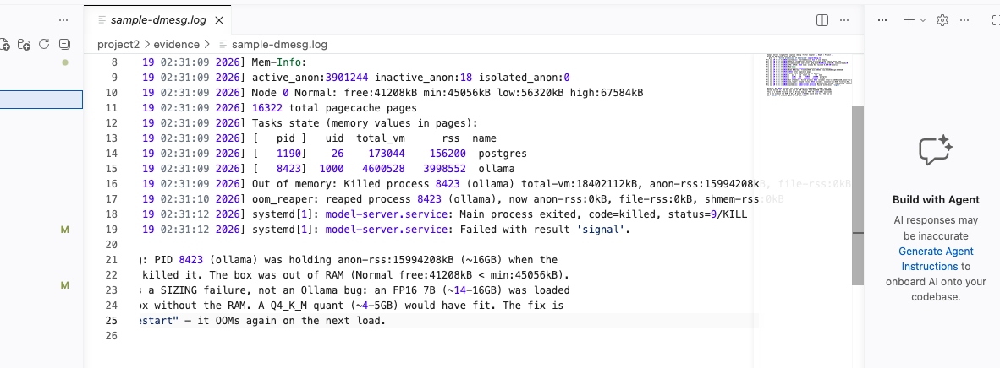 sample-dmesg.log
project2 > evidence > sample-dmesg.log
8 19 02:31:09 2026] Mem-Info:
9 19 02:31:09 2026] active_anon:3901244 inactive_anon:18 isolated_anon:0
10 19 02:31:09 2026] Node 0 Normal: free:41208kB min:45056kB low:56320kB high:67584kB
11 19 02:31:09 2026] 16322 total pagecache pages
12 19 02:31:09 2026] Tasks state (memory values in pages):
13 19 02:31:09 2026] [ pid ] uid total_vm rss name
14 19 02:31:09 2026] [ 1190] 26 173044 156200 postgres
15 19 02:31:09 2026] [ 8423] 1000 4600528 3998552 ollama
16 19 02:31:09 2026] Out of memory: Killed process 8423 (ollama) total-vm:18402112kB, anon-rss:15994208kB, file-rss:0kB
17 19 02:31:10 2026] oom_reaper: reaped process 8423 (ollama), now anon-rss:0kB, file-rss:0kB, shmem-rss:0kB
18 19 02:31:12 2026] systemd[1]: model-server.service: Main process exited, code=killed, status=9/KILL
19 19 02:31:12 2026] systemd[1]: model-server.service: Failed with result 'signal'.
20
21 g: PID 8423 (ollama) was holding anon-rss:15994208kB (~16GB) when the
22 killed it. The box was out of RAM (Normal free:41208kB < min:45056kB).
23 s a SIZING failure, not an Ollama bug: an FP16 7B (~14-16GB) was loaded
24 ox without the RAM. A Q4_K_M quant (~4-5GB) would have fit. The fix is
25 estart" — it OOMs again on the next load.
26
M
M
Build with Agent
AI responses may
be inaccurate
Generate Agent
Instructions to
onboard AI onto your
codebase.